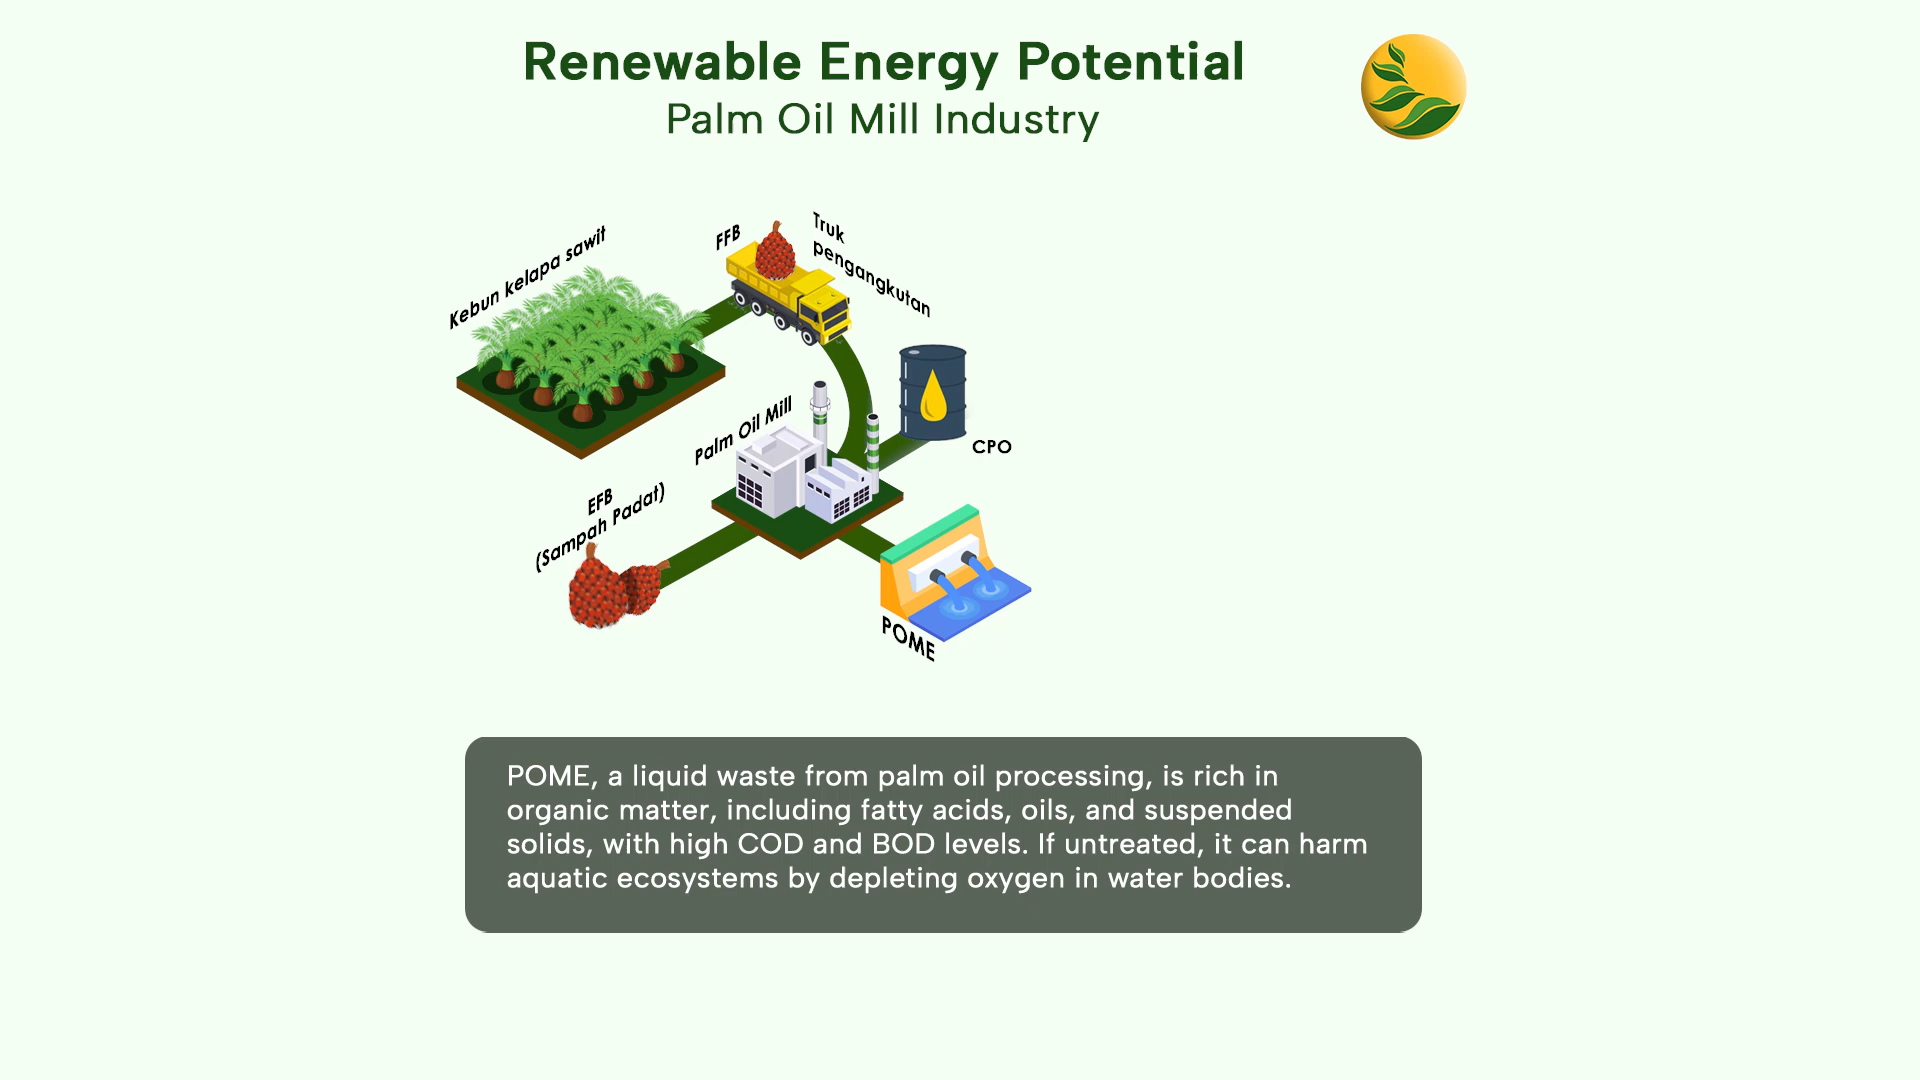 Renewable Energy Potential
Palm Oil Mill Industry
Kebun kelapa sawit
FFB
Truk
pengangkutan
Palm Oil Mill
CPO
EFB
(Sampah Padat)
POME
POME, a liquid waste from palm oil processing, is rich in
organic matter, including fatty acids, oils, and suspended
solids, with high COD and BOD levels. If untreated, it can harm
aquatic ecosystems by depleting oxygen in water bodies.